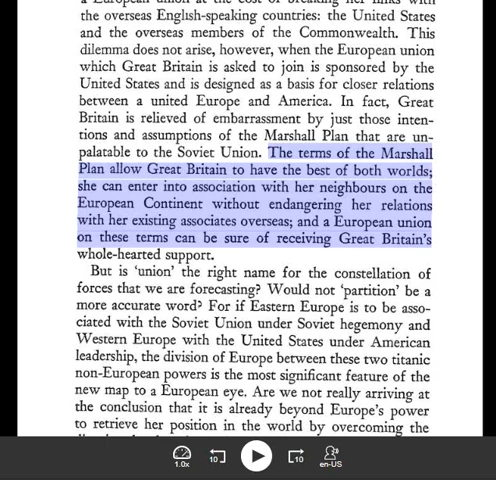 a European union at the cost of breaking her links with
the overseas English-speaking countries: the United States
and the overseas members of the Commonwealth. This
dilemma does not arise, however, when the European union
which Great Britain is asked to join is sponsored by the
United States and is designed as a basis for closer relations
between a united Europe and America. In fact, Great
Britain is relieved of embarrassment by just those inten-
tions and assumptions of the Marshall Plan that are un-
palatable to the Soviet Union. The terms of the Marshall
Plan allow Great Britain to have the best of both worlds;
she can enter into association with her neighbours on the
European Continent without endangering her relations
with her existing associates overseas; and a European union
on these terms can be sure of receiving Great Britain's
whole-hearted support.
But is 'union' the right name for the constellation of
forces that we are forecasting? Would not 'partition' be a
more accurate word? For if Eastern Europe is to be asso-
ciated with the Soviet Union under Soviet hegemony and
Western Europe with the United States under American
leadership, the division of Europe between these two titanic
non-European powers is the most significant feature of the
new map to a European eye. Are we not really arriving at
the conclusion that it is already beyond Europe's power
to retrieve her position in the world by overcoming the
1.0x 10 10 en-US